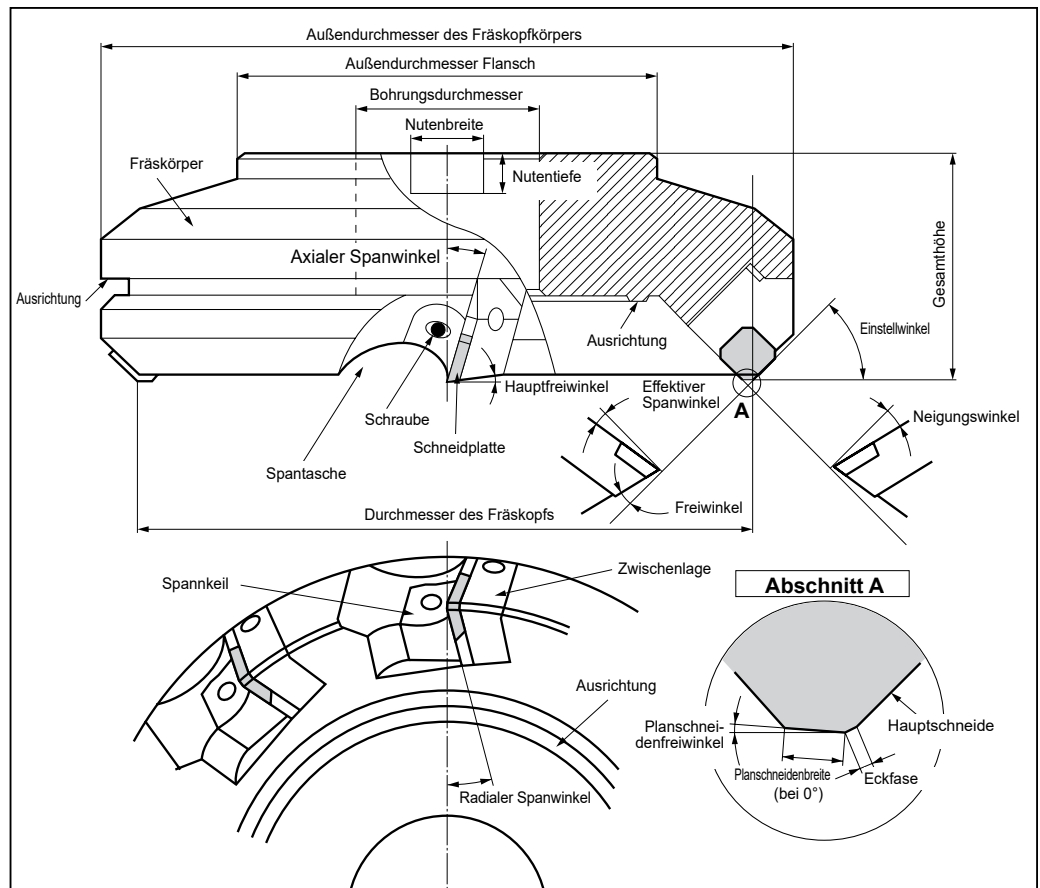 Außendurchmesser des Fräskopfkörpers
Außendurchmesser Flansch
Bohrungsdurchmesser
Nutenbreite
Fräskörper
Nutentiefe
Axialer Spanwinkel
Gesamthöhe
Ausrichtung
Ausrichtung
Einstellwinkel
Hauptfreiwinkel
Effektiver
Spanwinkel
A
Neigungswinkel
Schraube
Schneidplatte
Spantasche
Freiwinkel
Durchmesser des Fräskopfs
Spannkeil
Zwischenlage
Abschnitt A
Ausrichtung
Hauptschneide
Planschnei-
denfreiwinkel
Planschneidenbreite
(bei 0°)
Eckfase
Radialer Spanwinkel